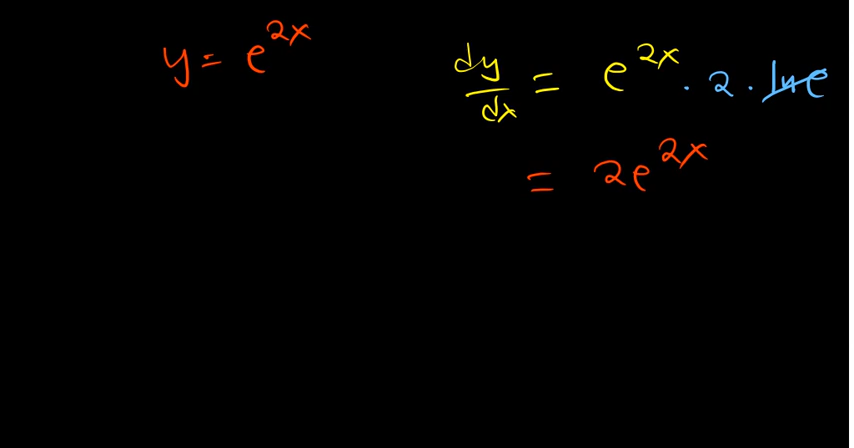 y = e^{2x}
dy/dx = e^{2x} · 2 · ln e
= 2e^{2x}